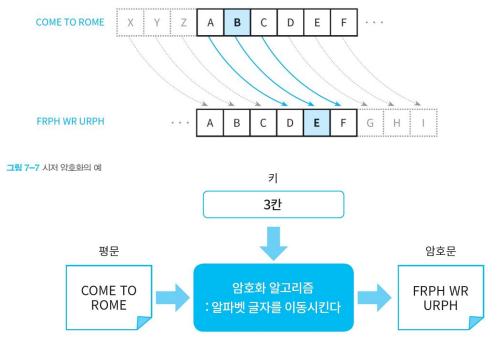 COME TO ROME X Y Z A B C D E F ···
FRPH WR URPH ··· A B C D E F G H I
그림 7-7 시저 암호화의 예
키
3칸
평문
암호문
COME TO
ROME
암호화 알고리즘
: 알파벳 글자를 이동시킨다
FRPH WR
URPH